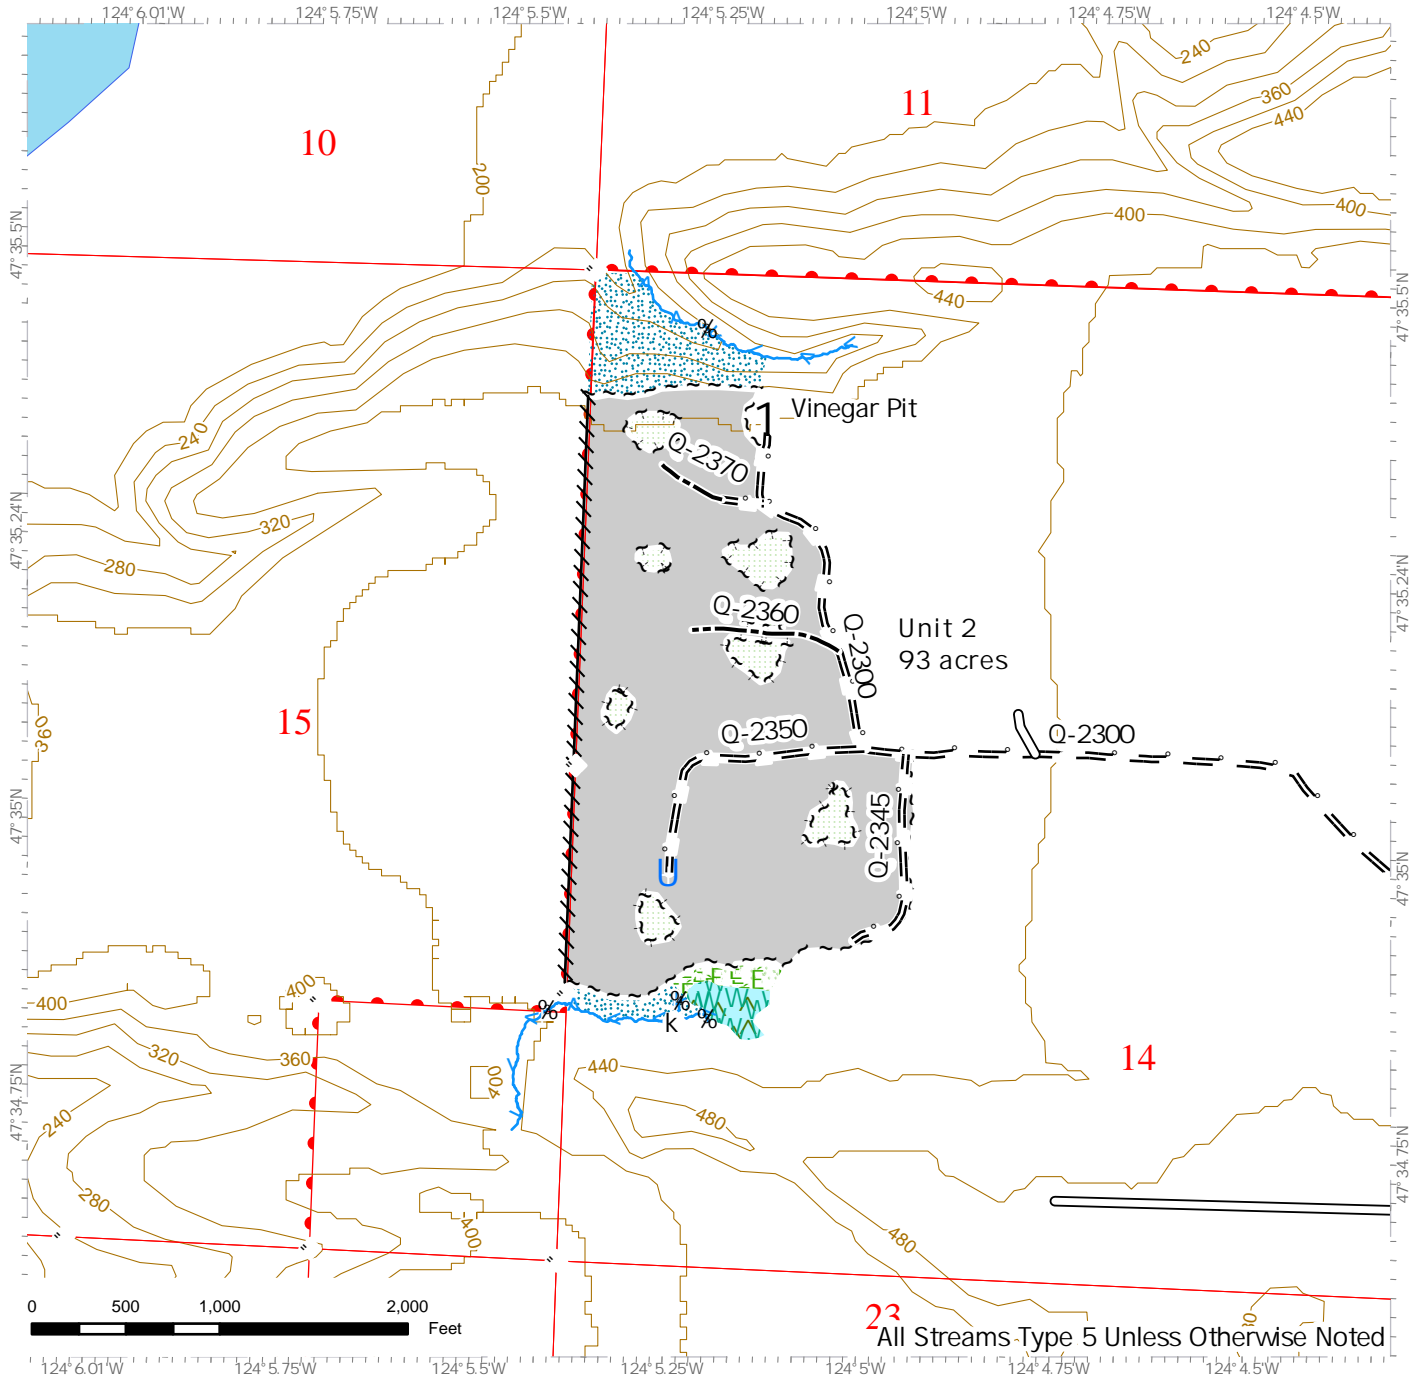 124°6.01'W 124°5.75'W 124°5.5'W 124°5.25'W 124°5'W 124°4.75'W 124°4.5'W
240
11
360
440
10
200
400
400
47°35.5'N
47°35.5'N
440
%
Vinegar Pit
1
240
Q-2370
47°35.24'N
320
280
47°35.24'N
Q-2360
Unit 2
93 acres
Q-2300
360
15
Q-2350
Q-2300
47°35'N
Q-2345
47°35'N
U
E E E
400
400
% % %
k
14
320
360
440
400
47°34.75'N
240
480
47°34.75'N
280
400
480
0 500 1,000 2,000
Feet
23
All Streams Type 5 Unless Otherwise Noted
124°6.01'W 124°5.75'W 124°5.5'W 124°5.25'W 124°5'W 124°4.75'W 124°4.5'W